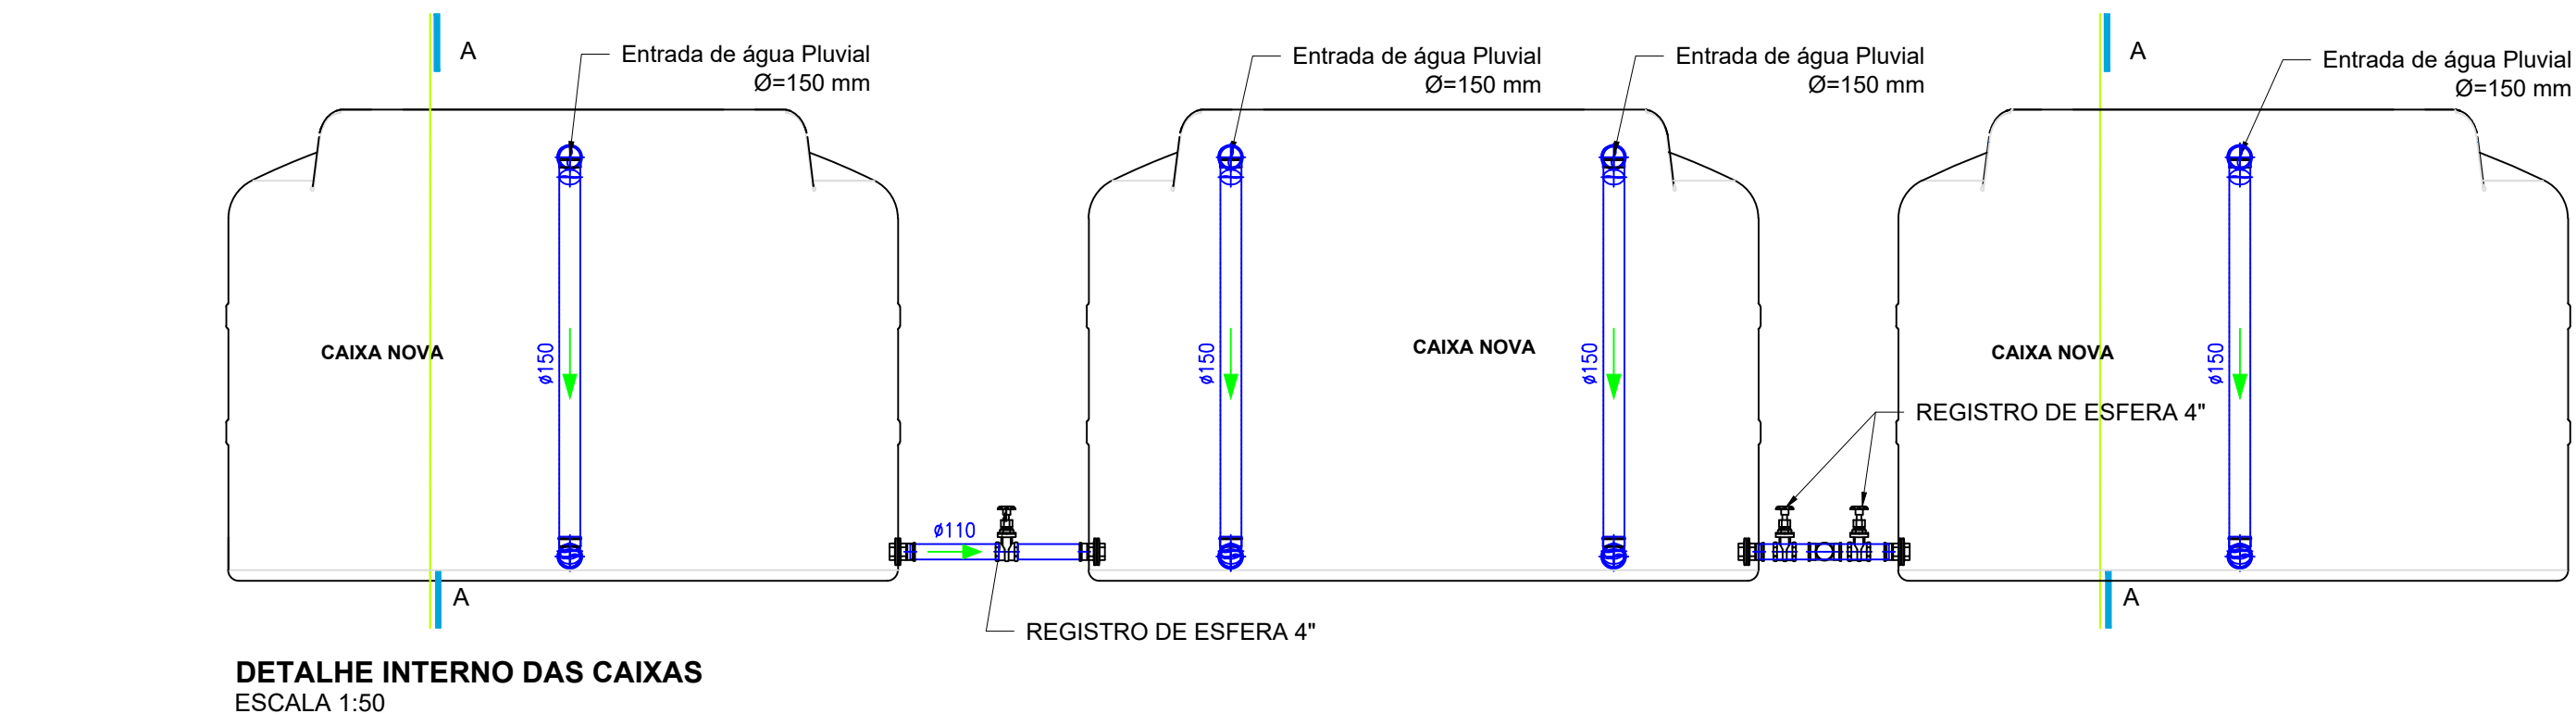 A
Entrada de água Pluvial
Ø=150 mm
Entrada de água Pluvial
Ø=150 mm
Entrada de água Pluvial
Ø=150 mm
A
Entrada de água Pluvial
Ø=150 mm
CAIXA NOVA
ø150
ø150
CAIXA NOVA
ø150
CAIXA NOVA
ø150
REGISTRO DE ESFERA 4"
ø110
A
A
REGISTRO DE ESFERA 4"
DETALHE INTERNO DAS CAIXAS
ESCALA 1:50